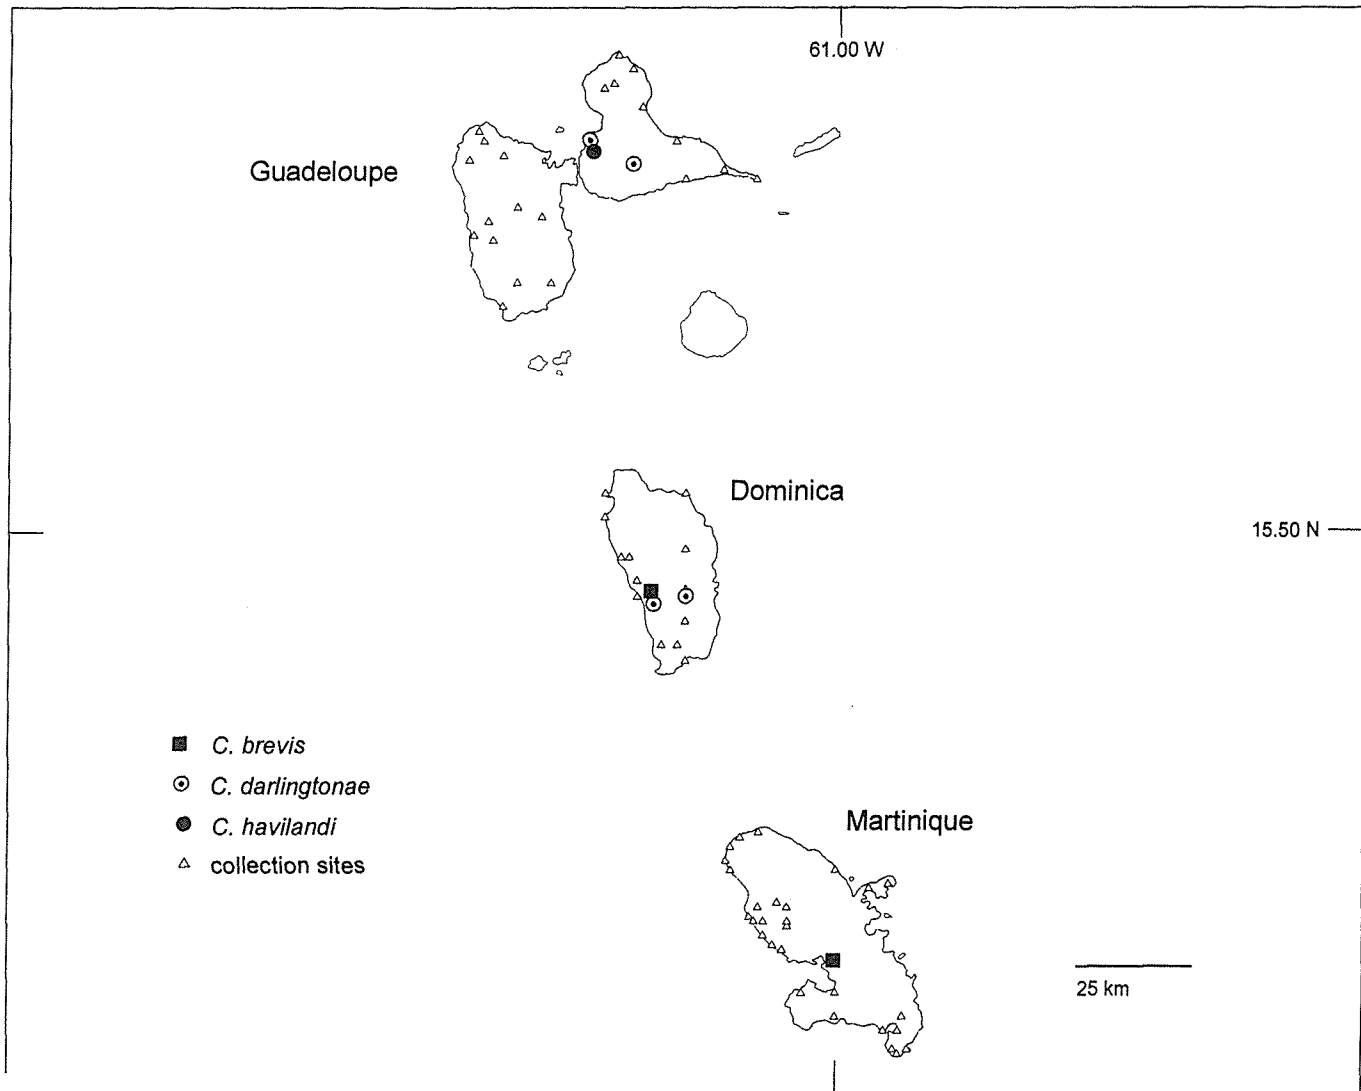 61.00 W
Guadeloupe
Dominica
15.50 N
C. brevis
C. darlingtonae
C. havilandi
collection sites
Martinique
25 km